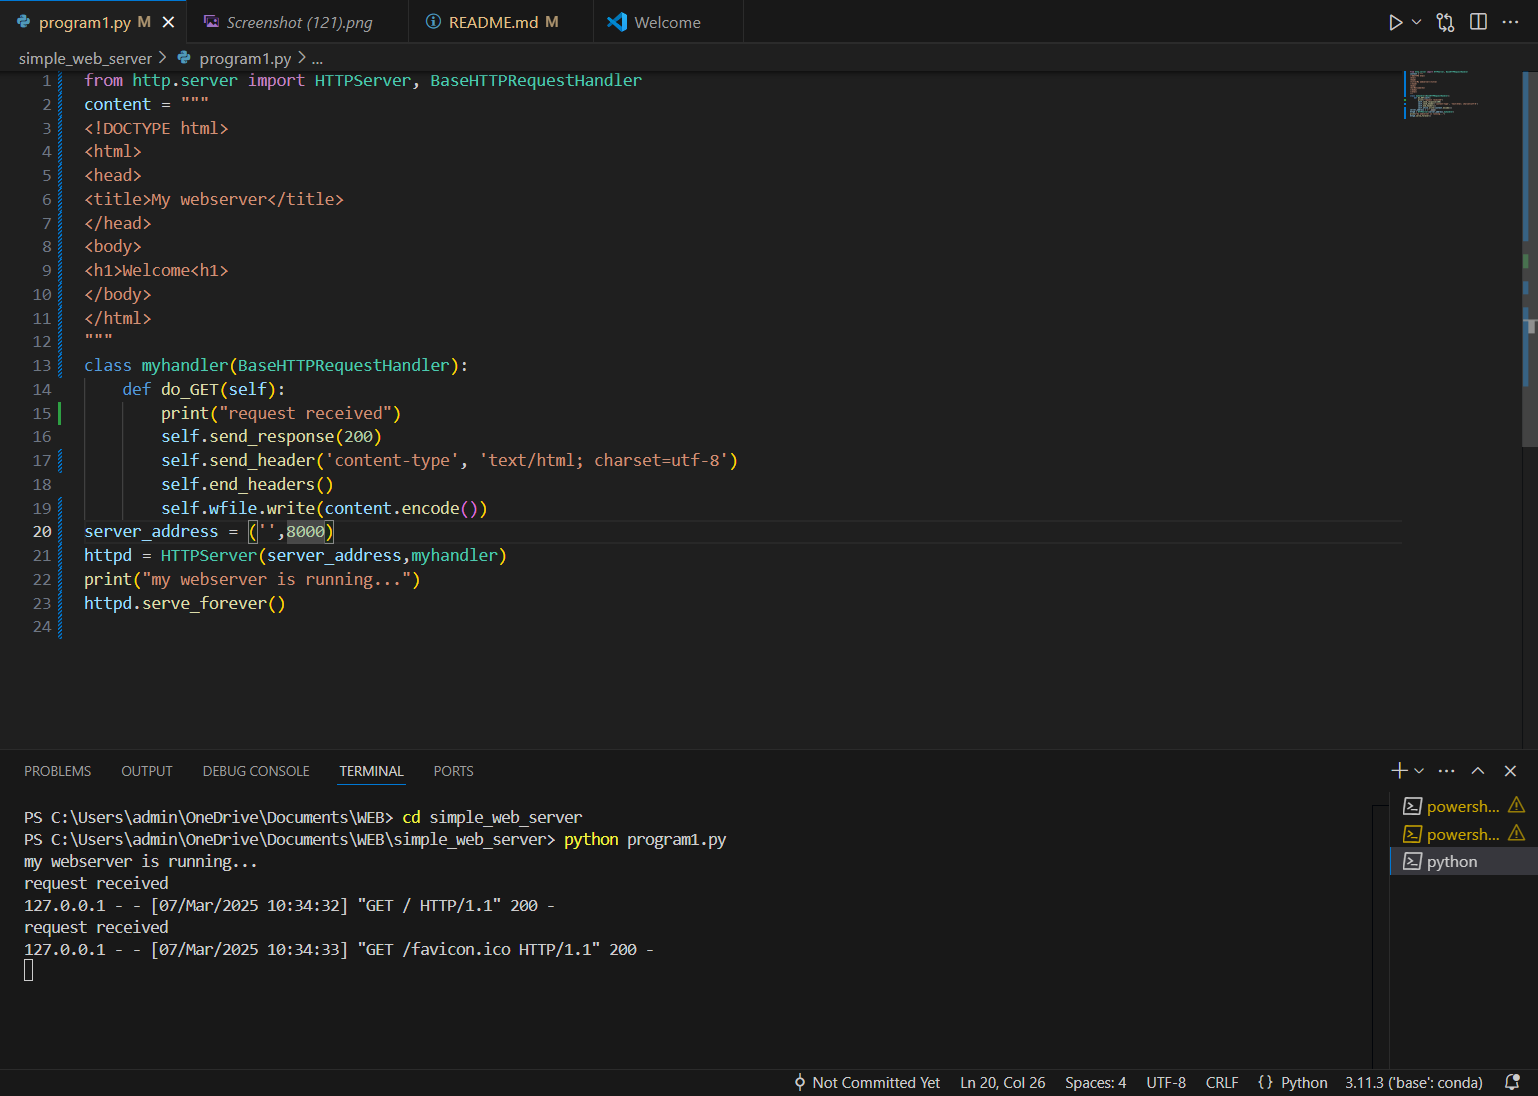 program1.py M
Screenshot (121).png
README.md M
Welcome
simple_web_server > program1.py > ...
1 from http.server import HTTPServer, BaseHTTPRequestHandler
2 content = """
3 <!DOCTYPE html>
4 <html>
5 <head>
6 <title>My webserver</title>
7 </head>
8 <body>
9 <h1>Welcome<h1>
10 </body>
11 </html>
12 """
13 class myhandler(BaseHTTPRequestHandler):
14     def do_GET(self):
15         print("request received")
16         self.send_response(200)
17         self.send_header('content-type', 'text/html; charset=utf-8')
18         self.end_headers()
19         self.wfile.write(content.encode())
20 server_address = ('',8000)
21 httpd = HTTPServer(server_address,myhandler)
22 print("my webserver is running...")
23 httpd.serve_forever()
24
PROBLEMS OUTPUT DEBUG CONSOLE TERMINAL PORTS
PS C:\Users\admin\OneDrive\Documents\WEB> cd simple_web_server
PS C:\Users\admin\OneDrive\Documents\WEB\simple_web_server> python program1.py
my webserver is running...
request received
127.0.0.1 - - [07/Mar/2025 10:34:32] "GET / HTTP/1.1" 200 -
request received
127.0.0.1 - - [07/Mar/2025 10:34:33] "GET /favicon.ico HTTP/1.1" 200 -
powersh...
powersh...
python
Not Committed Yet Ln 20, Col 26 Spaces: 4 UTF-8 CRLF {} Python 3.11.3 ('base': conda)